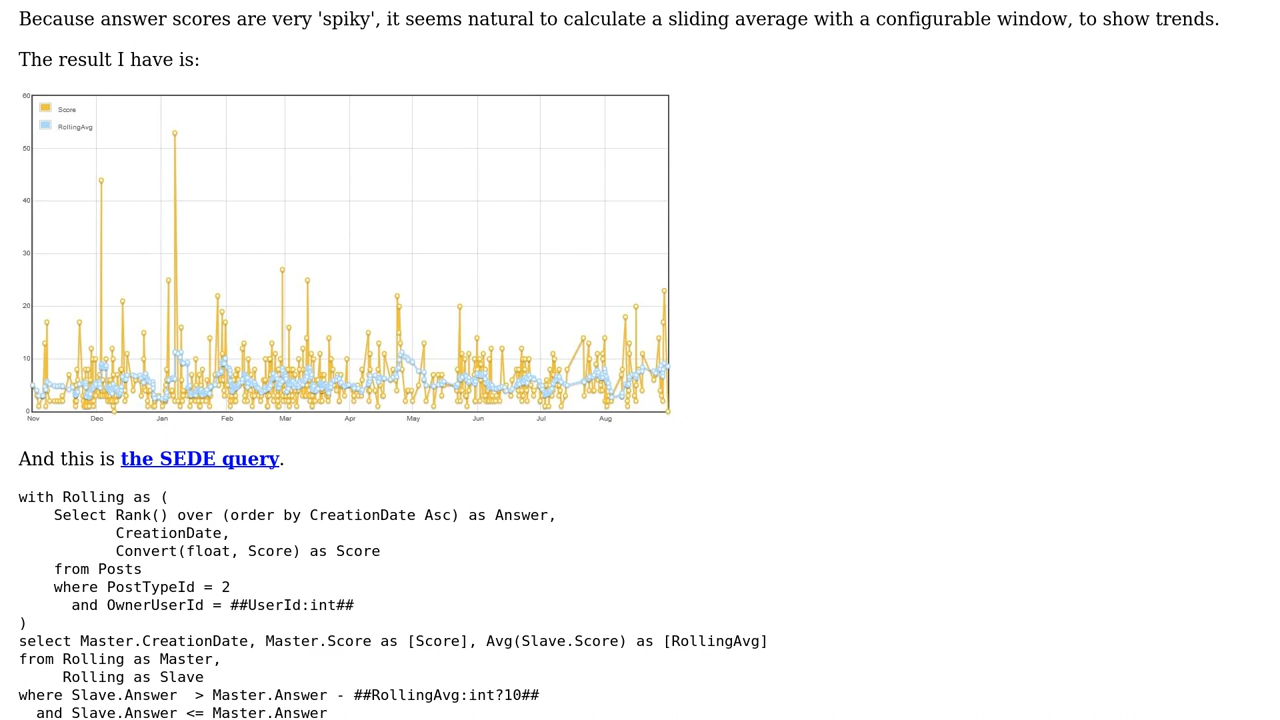 Because answer scores are very 'spiky', it seems natural to calculate a sliding average with a configurable window, to show trends.
The result I have is:
60
50
40
30
20
10
0
Score
RollingAvg
Nov Dec Jan Feb Mar Apr May Jun Jul Aug
And this is the SEDE query.
with Rolling as (
    Select Rank() over (order by CreationDate Asc) as Answer,
           CreationDate,
           Convert(float, Score) as Score
    from Posts
    where PostTypeId = 2
      and OwnerUserId = ##UserId:int##
)
select Master.CreationDate, Master.Score as [Score], Avg(Slave.Score) as [RollingAvg]
from Rolling as Master,
     Rolling as Slave
where Slave.Answer  > Master.Answer - ##RollingAvg:int?10##
  and Slave.Answer <= Master.Answer